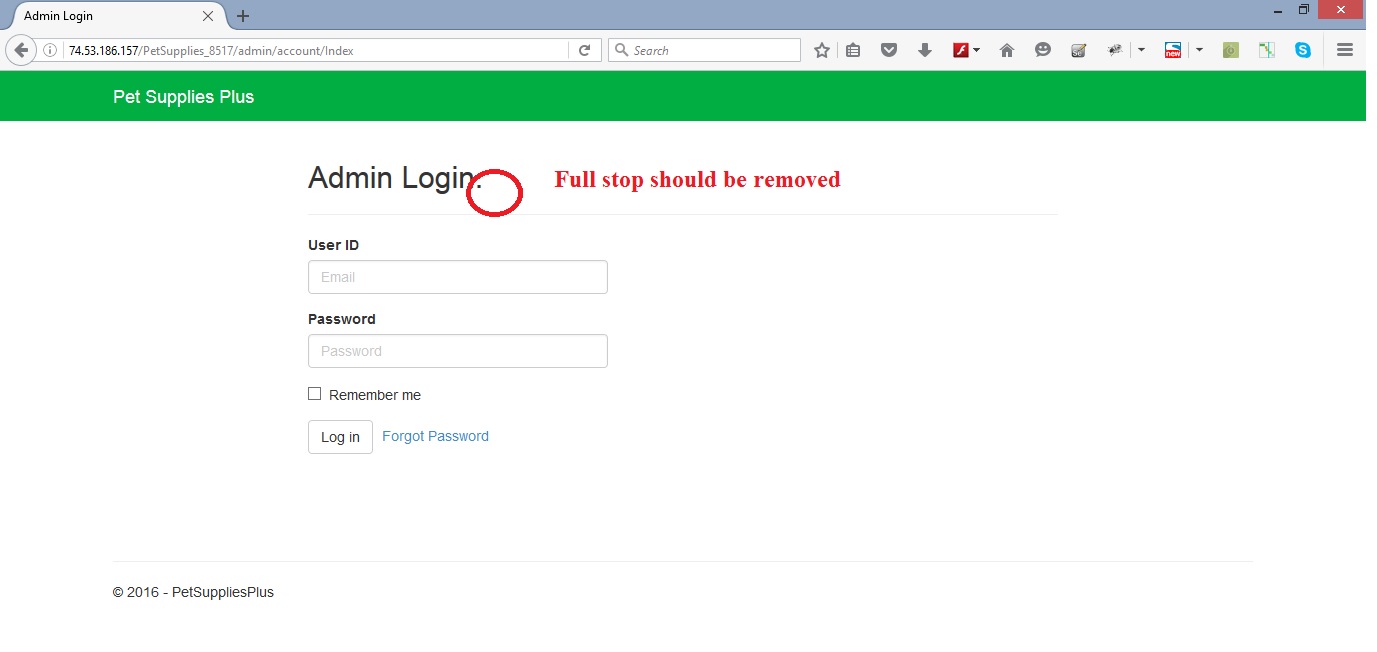 Admin Login
74.53.186.157/PetSupplies_8517/admin/account/Index
Search
new
S
Pet Supplies Plus
Admin Login.
Full stop should be removed
User ID
Email
Password
Password
Remember me
Log in
Forgot Password
© 2016 - PetSuppliesPlus